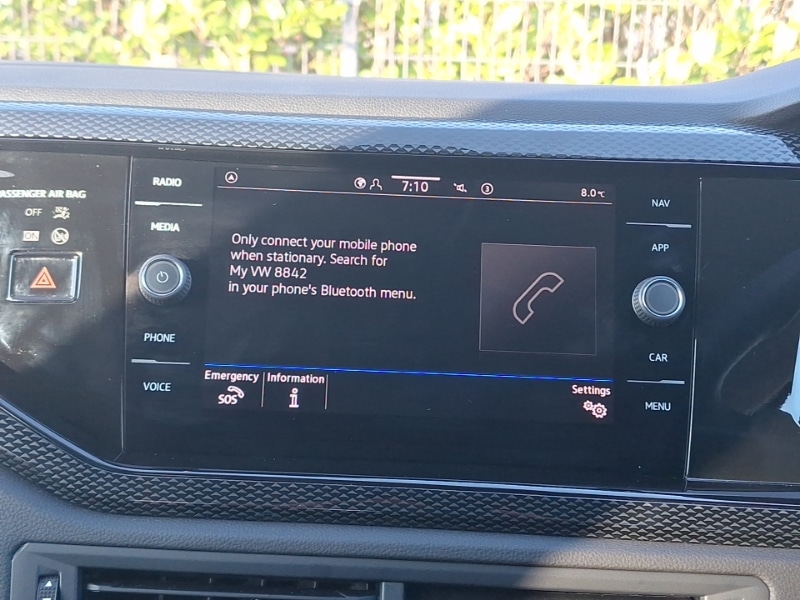 PASSENGER AIR BAG
OFF
ON
RADIO
MEDIA
PHONE
VOICE
7:10
3
8.0°C
Only connect your mobile phone
when stationary. Search for
My VW 8842
in your phone's Bluetooth menu.
Emergency
SOS
Information
i
Settings
NAV
APP
CAR
MENU